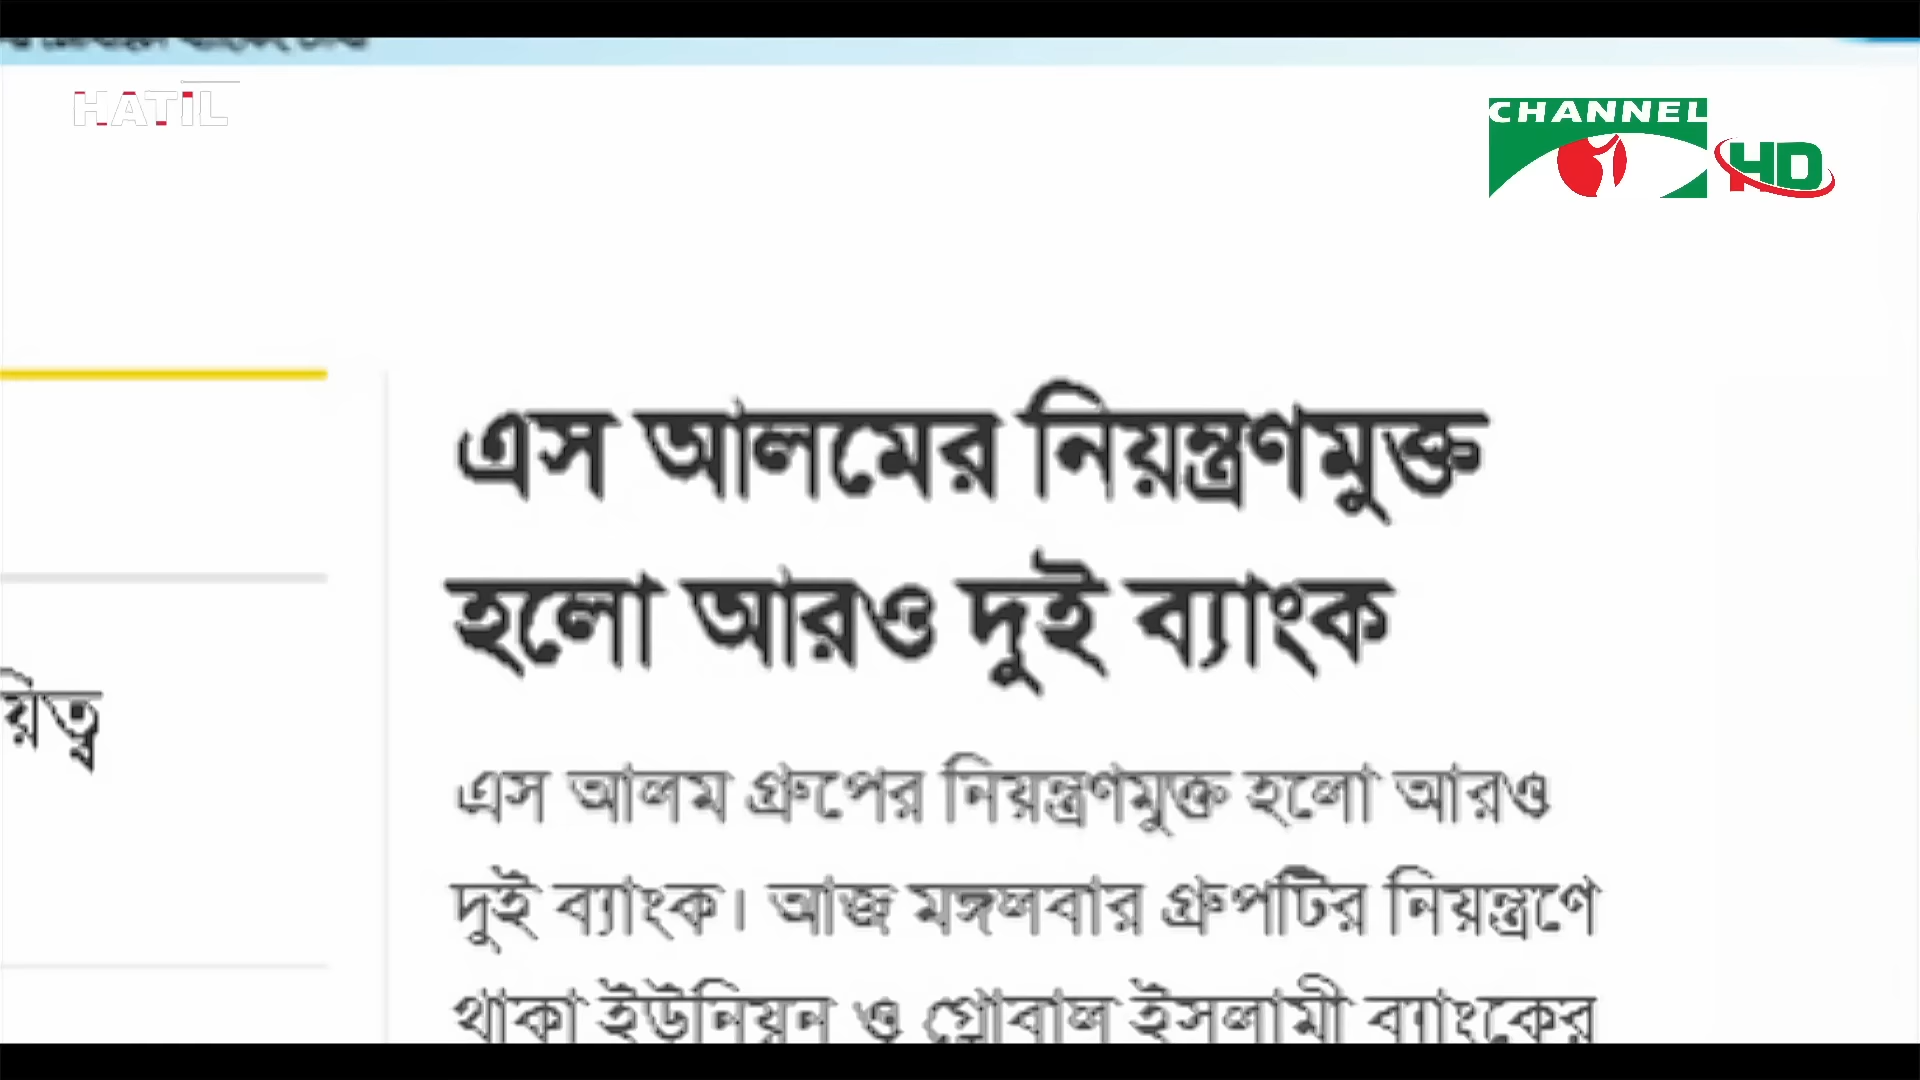 HATIL
CHANNEL
HD
এস আলমের নিয়ন্ত্রণমুক্ত
হলো আরও দুই ব্যাংক
য়িত্ব
এস আলম গ্রুপের নিয়ন্ত্রণমুক্ত হলো আরও
দুই ব্যাংক। আজ মঙ্গলবার গ্রুপটির নিয়ন্ত্রণে
থাকা ইউনিয়ন ও গ্লোবাল ইসলামী ব্যাংকের